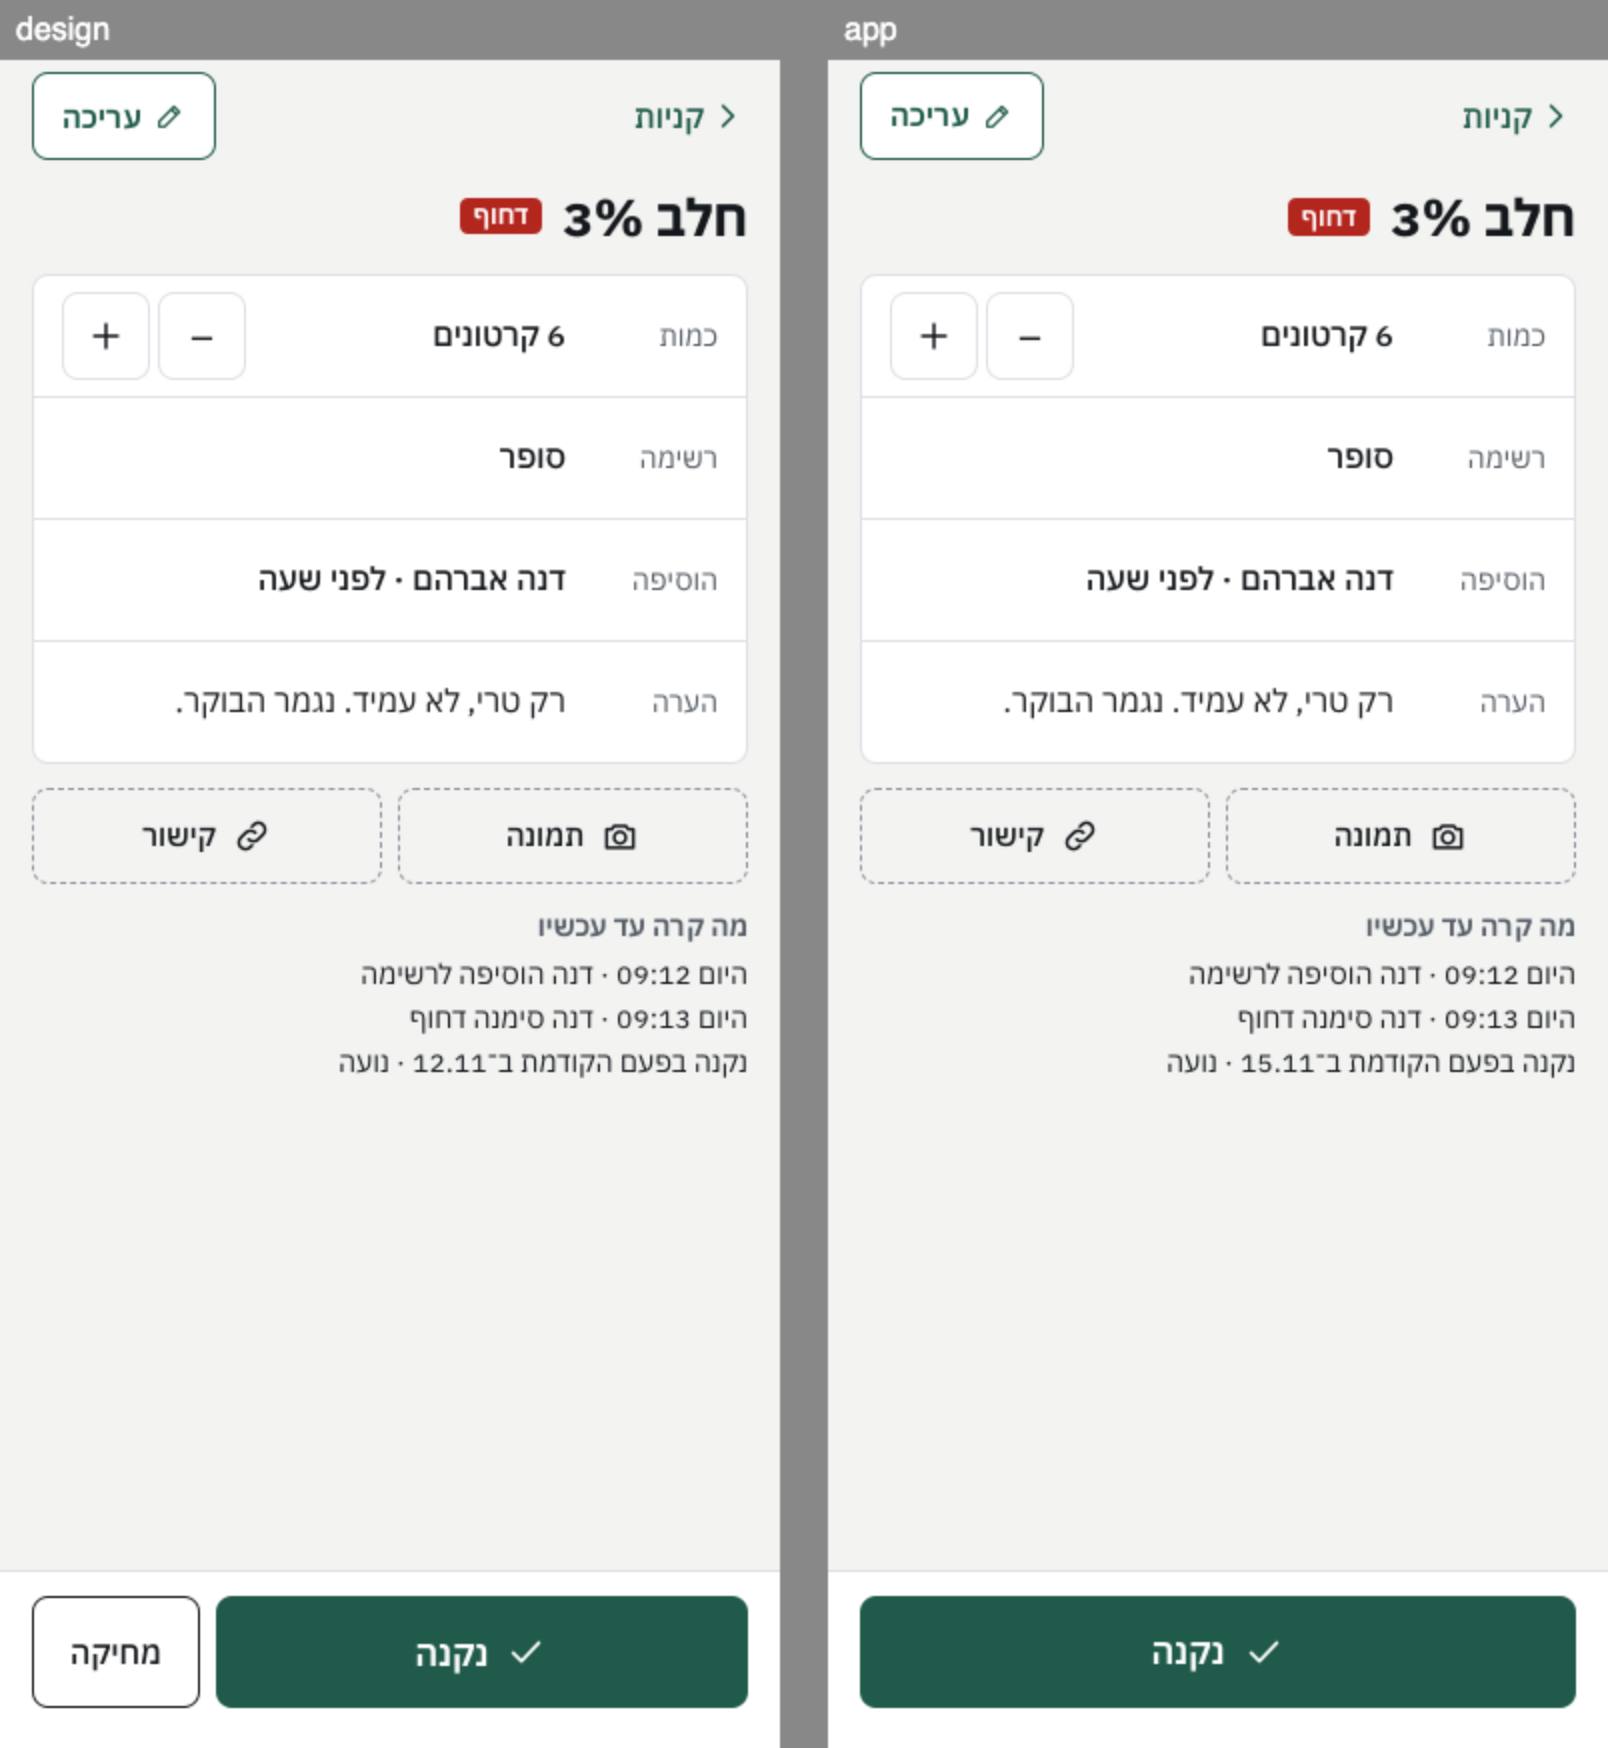 design
קניות
עריכה
חלב 3%
דחוף
כמות
6 קרטונים
–
+
רשימה
סופר
הוסיפה
דנה אברהם · לפני שעה
הערה
רק טרי, לא עמיד. נגמר הבוקר.
תמונה
קישור
מה קרה עד עכשיו
היום 09:12 · דנה הוסיפה לרשימה
היום 09:13 · דנה סימנה דחוף
נקנה בפעם הקודמת ב־12.11 · נועה
נקנה
מחיקה
app
קניות
עריכה
חלב 3%
דחוף
כמות
6 קרטונים
–
+
רשימה
סופר
הוסיפה
דנה אברהם · לפני שעה
הערה
רק טרי, לא עמיד. נגמר הבוקר.
תמונה
קישור
מה קרה עד עכשיו
היום 09:12 · דנה הוסיפה לרשימה
היום 09:13 · דנה סימנה דחוף
נקנה בפעם הקודמת ב־15.11 · נועה
נקנה